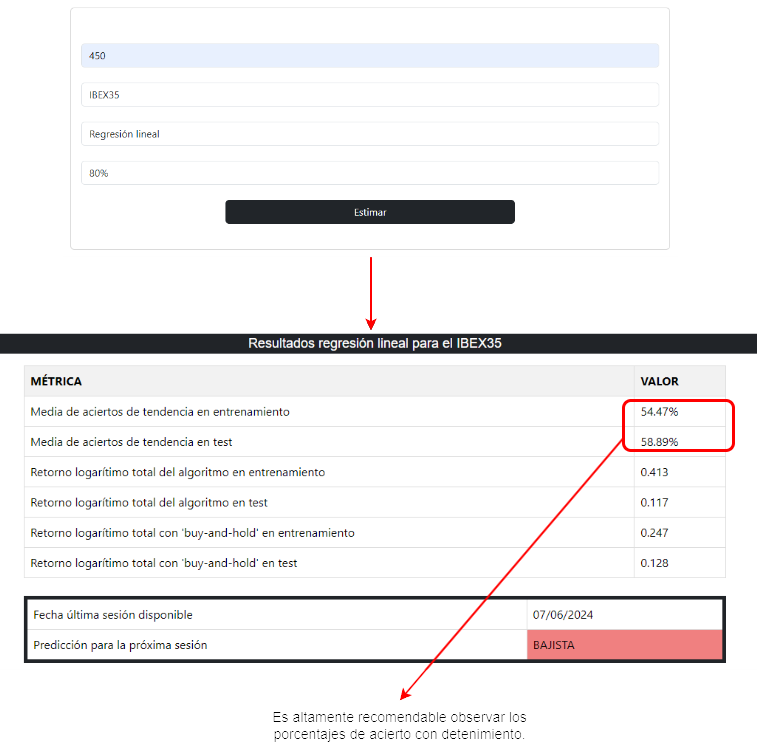 450
IBEX35
Regresión lineal
80%
Estimar
Resultados regresión lineal para el IBEX35
MÉTRICA VALOR
Media de aciertos de tendencia en entrenamiento 54.47%
Media de aciertos de tendencia en test 58.89%
Retorno logarítimo total del algoritmo en entrenamiento 0.413
Retorno logarítimo total del algoritmo en test 0.117
Retorno logarítimo total con 'buy-and-hold' en entrenamiento 0.247
Retorno logarítimo total con 'buy-and-hold' en test 0.128
Fecha última sesión disponible 07/06/2024
Predicción para la próxima sesión BAJISTA
Es altamente recomendable observar los
porcentajes de acierto con detenimiento.